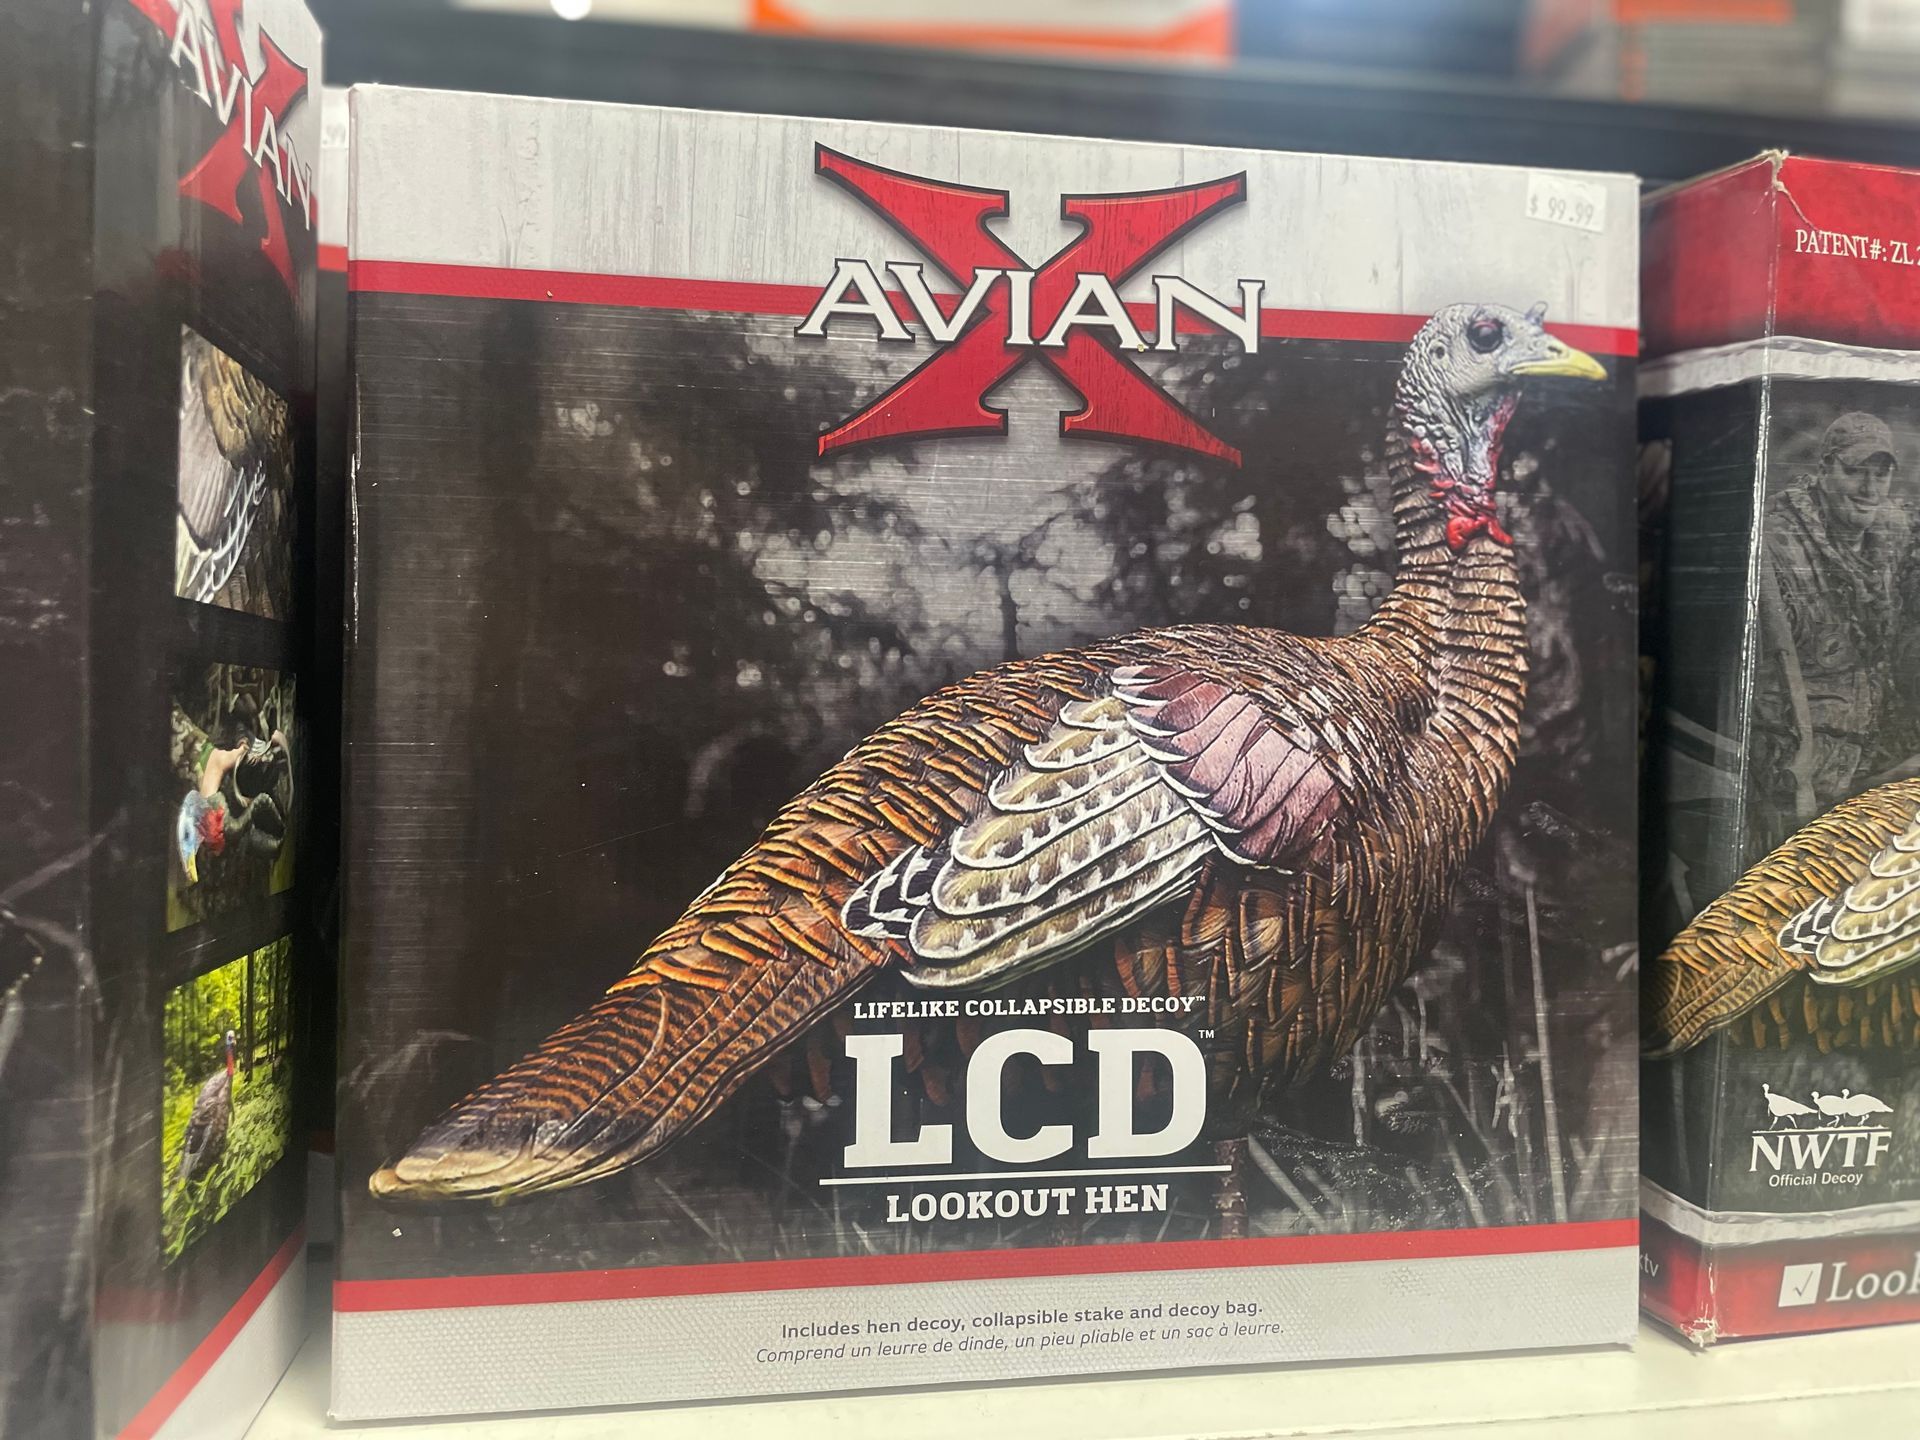 AVIAN
X
$ 99.99
AVIAN X
LIFELIKE COLLAPSIBLE DECOY™
LCD™
LOOKOUT HEN
Includes hen decoy, collapsible stake and decoy bag.
Comprend un leurre de dinde, un pieu pliable et un sac à leurre.
PATENT#: ZL
NWTF
Official Decoy